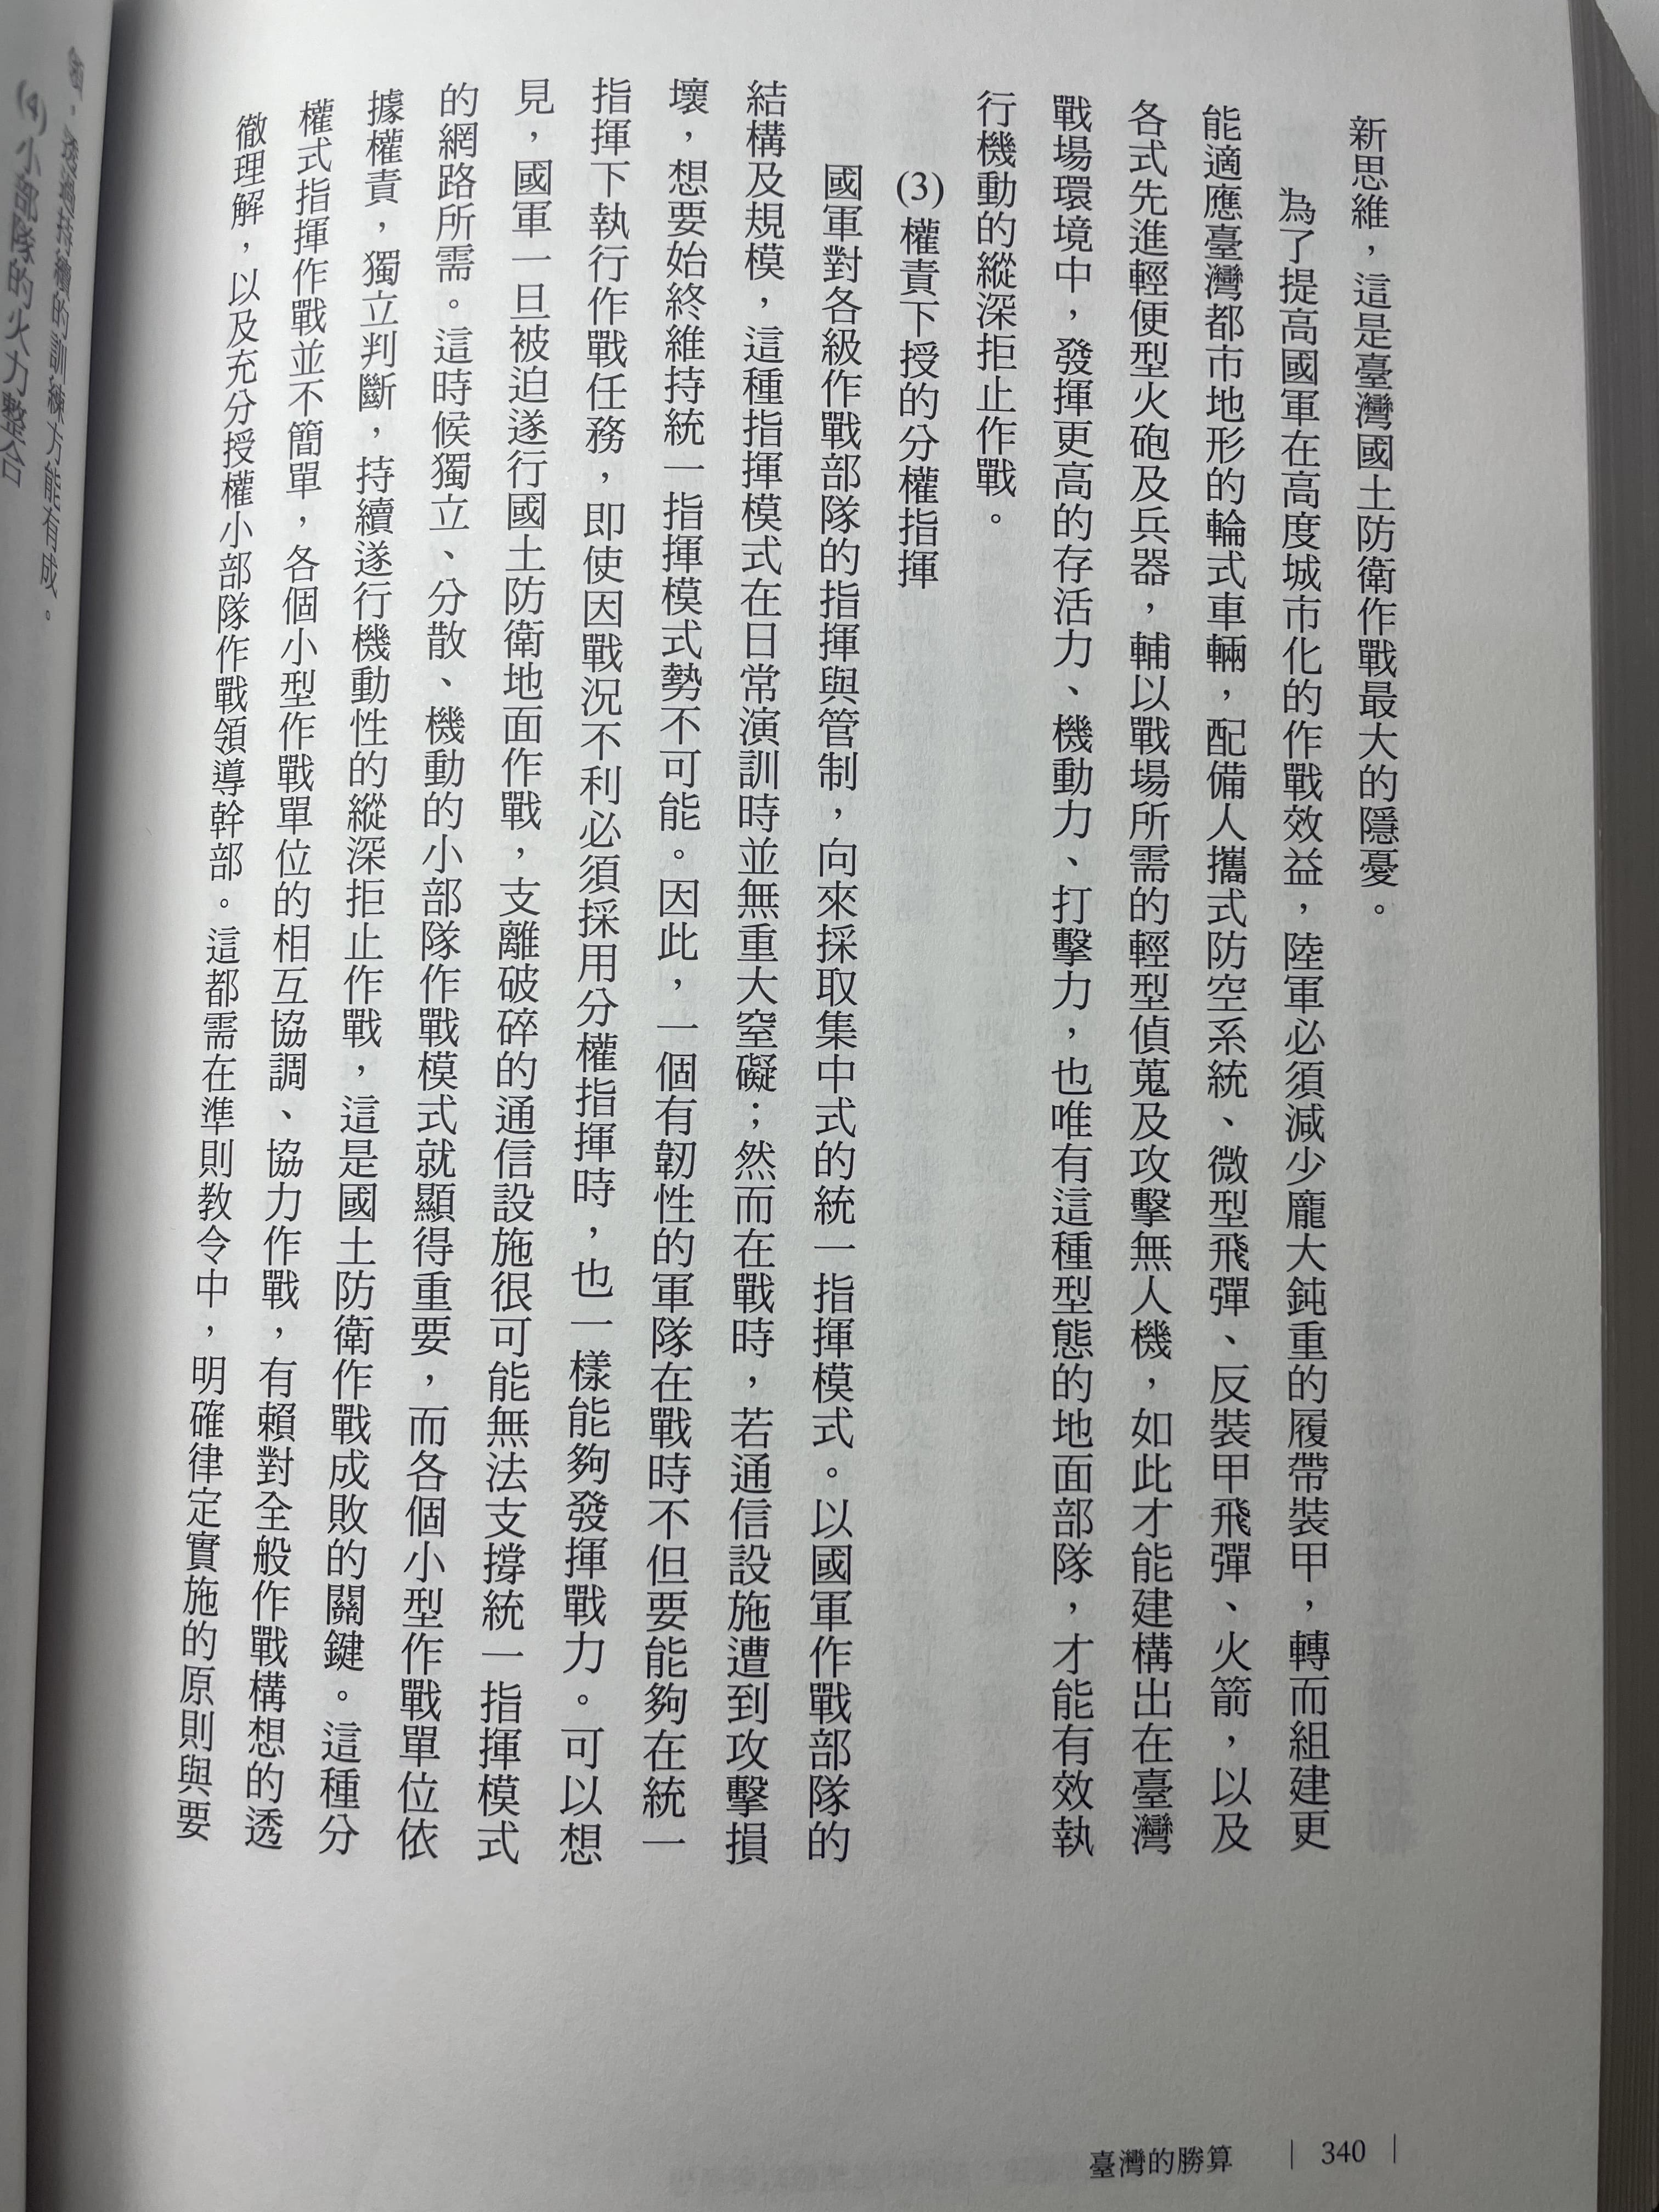 新思維，這是臺灣國土防衛作戰最大的隱憂。
為了提高國軍在高度城市化的作戰效益，陸軍必須減少龐大鈍重的履帶裝甲，轉而組建更
能適應臺灣都市地形的輪式車輛，配備人攜式防空系統、微型飛彈、反裝甲飛彈、火箭，以及
各式先進輕便型火砲及兵器，輔以戰場所需的輕型偵蒐及攻擊無人機，如此才能建構出在臺灣
戰場環境中，發揮更高的存活力、機動力、打擊力，也唯有這種型態的地面部隊，才能有效執
行機動的縱深拒止作戰。
(3)權責下授的分權指揮
國軍對各級作戰部隊的指揮與管制，向來採取集中式的統一指揮模式。以國軍作戰部隊的
結構及規模，這種指揮模式在日常演訓時並無重大窒礙；然而在戰時，若通信設施遭到攻擊損
壞，想要始終維持統一指揮模式勢不可能。因此，一個有韌性的軍隊在戰時不但要能夠在統一
指揮下執行作戰任務，即使因戰況不利必須採用分權指揮時，也一樣能夠發揮戰力。可以想
見，國軍一旦被迫遂行國土防衛地面作戰，支離破碎的通信設施很可能無法支撐統一指揮模式
的網路所需。這時候獨立、分散、機動的小部隊作戰模式就顯得重要，而各個小型作戰單位依
據權責，獨立判斷，持續遂行機動性的縱深拒止作戰，這是國土防衛作戰成敗的關鍵。這種分
權式指揮作戰並不簡單，各個小型作戰單位的相互協調、協力作戰，有賴對全般作戰構想的透
徹理解，以及充分授權小部隊作戰領導幹部。這都需在準則教令中，明確律定實施的原則與要
，透過持續的訓練方能有成。
(4)小部隊的火力整合
臺灣的勝算 | 340 |